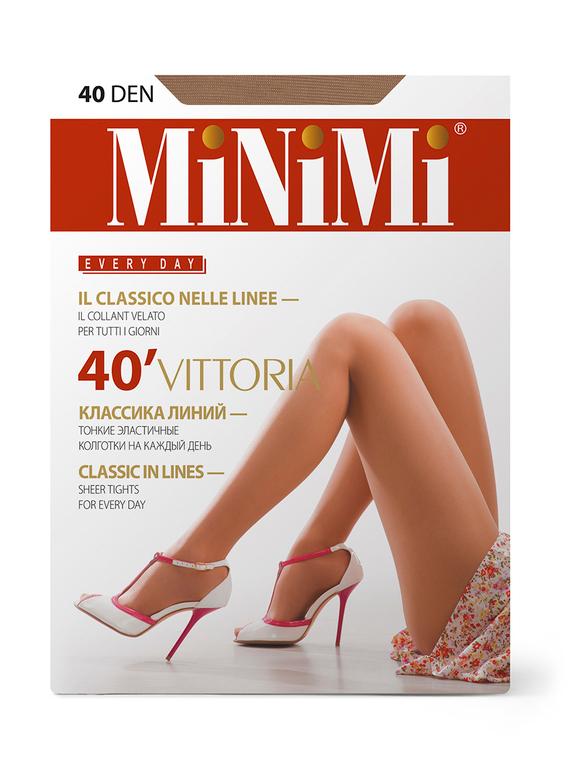 40 DEN
MiNiMi®
EVERY DAY
IL CLASSICO NELLE LINEE —
IL COLLANT VELATO
PER TUTTI I GIORNI
40' VITTORIA
КЛАССИКА ЛИНИЙ —
ТОНКИЕ ЭЛАСТИЧНЫЕ
КОЛГОТКИ НА КАЖДЫЙ ДЕНЬ
CLASSIC IN LINES —
SHEER TIGHTS
FOR EVERY DAY